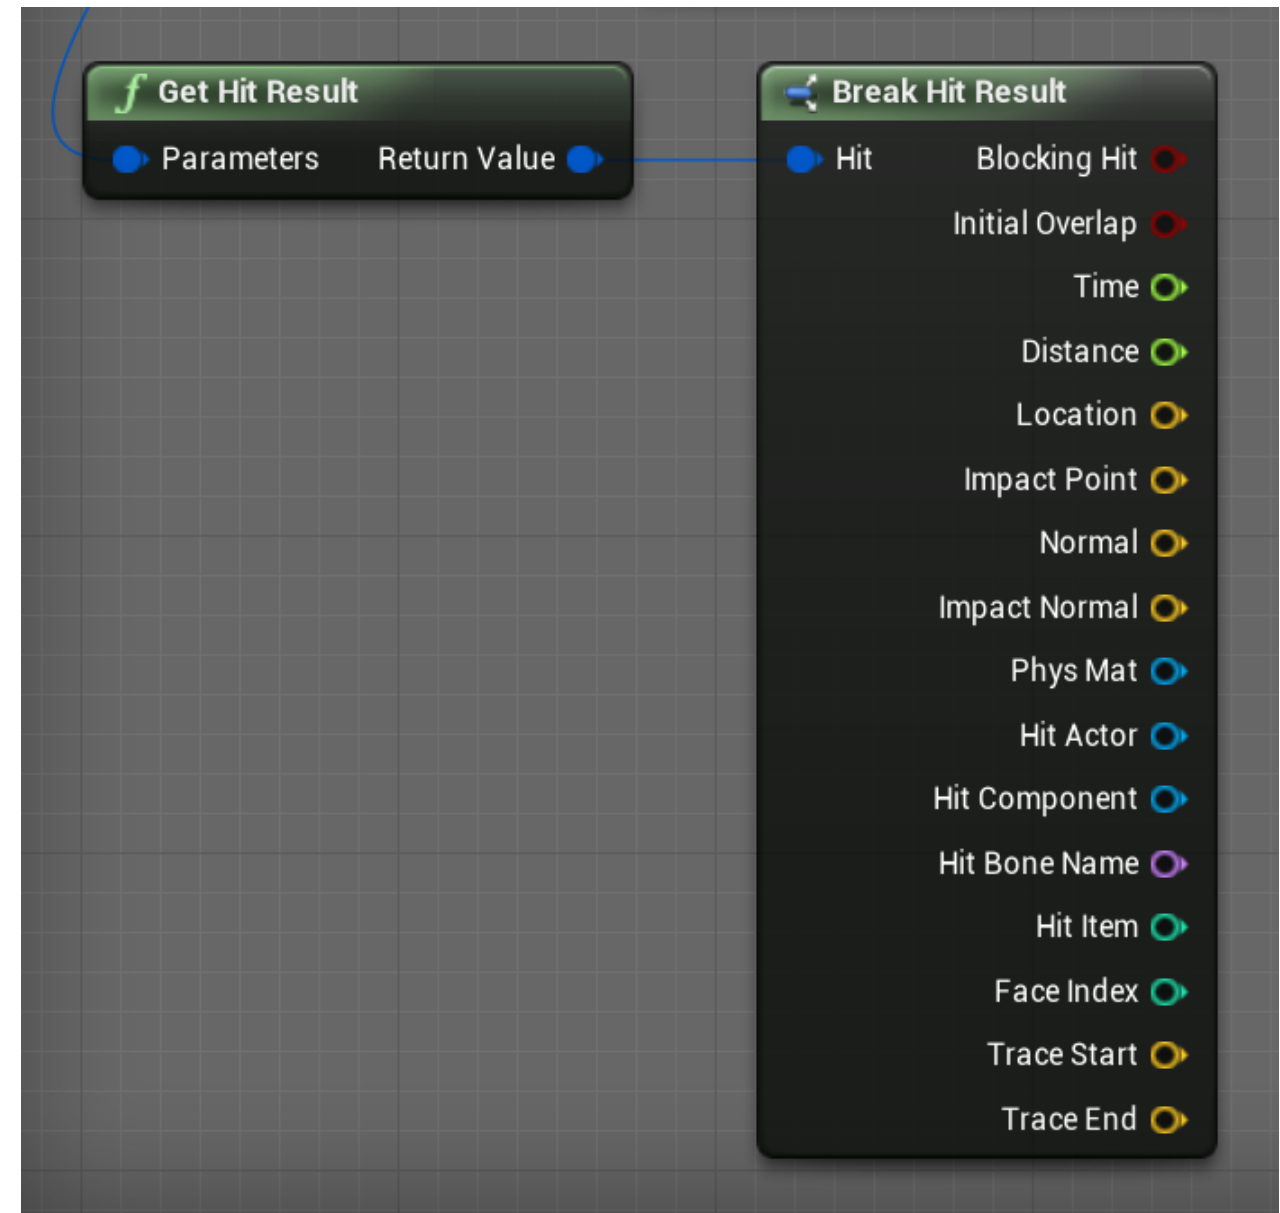 Get Hit Result
Parameters Return Value
Break Hit Result
Hit Blocking Hit
Initial Overlap
Time
Distance
Location
Impact Point
Normal
Impact Normal
Phys Mat
Hit Actor
Hit Component
Hit Bone Name
Hit Item
Face Index
Trace Start
Trace End